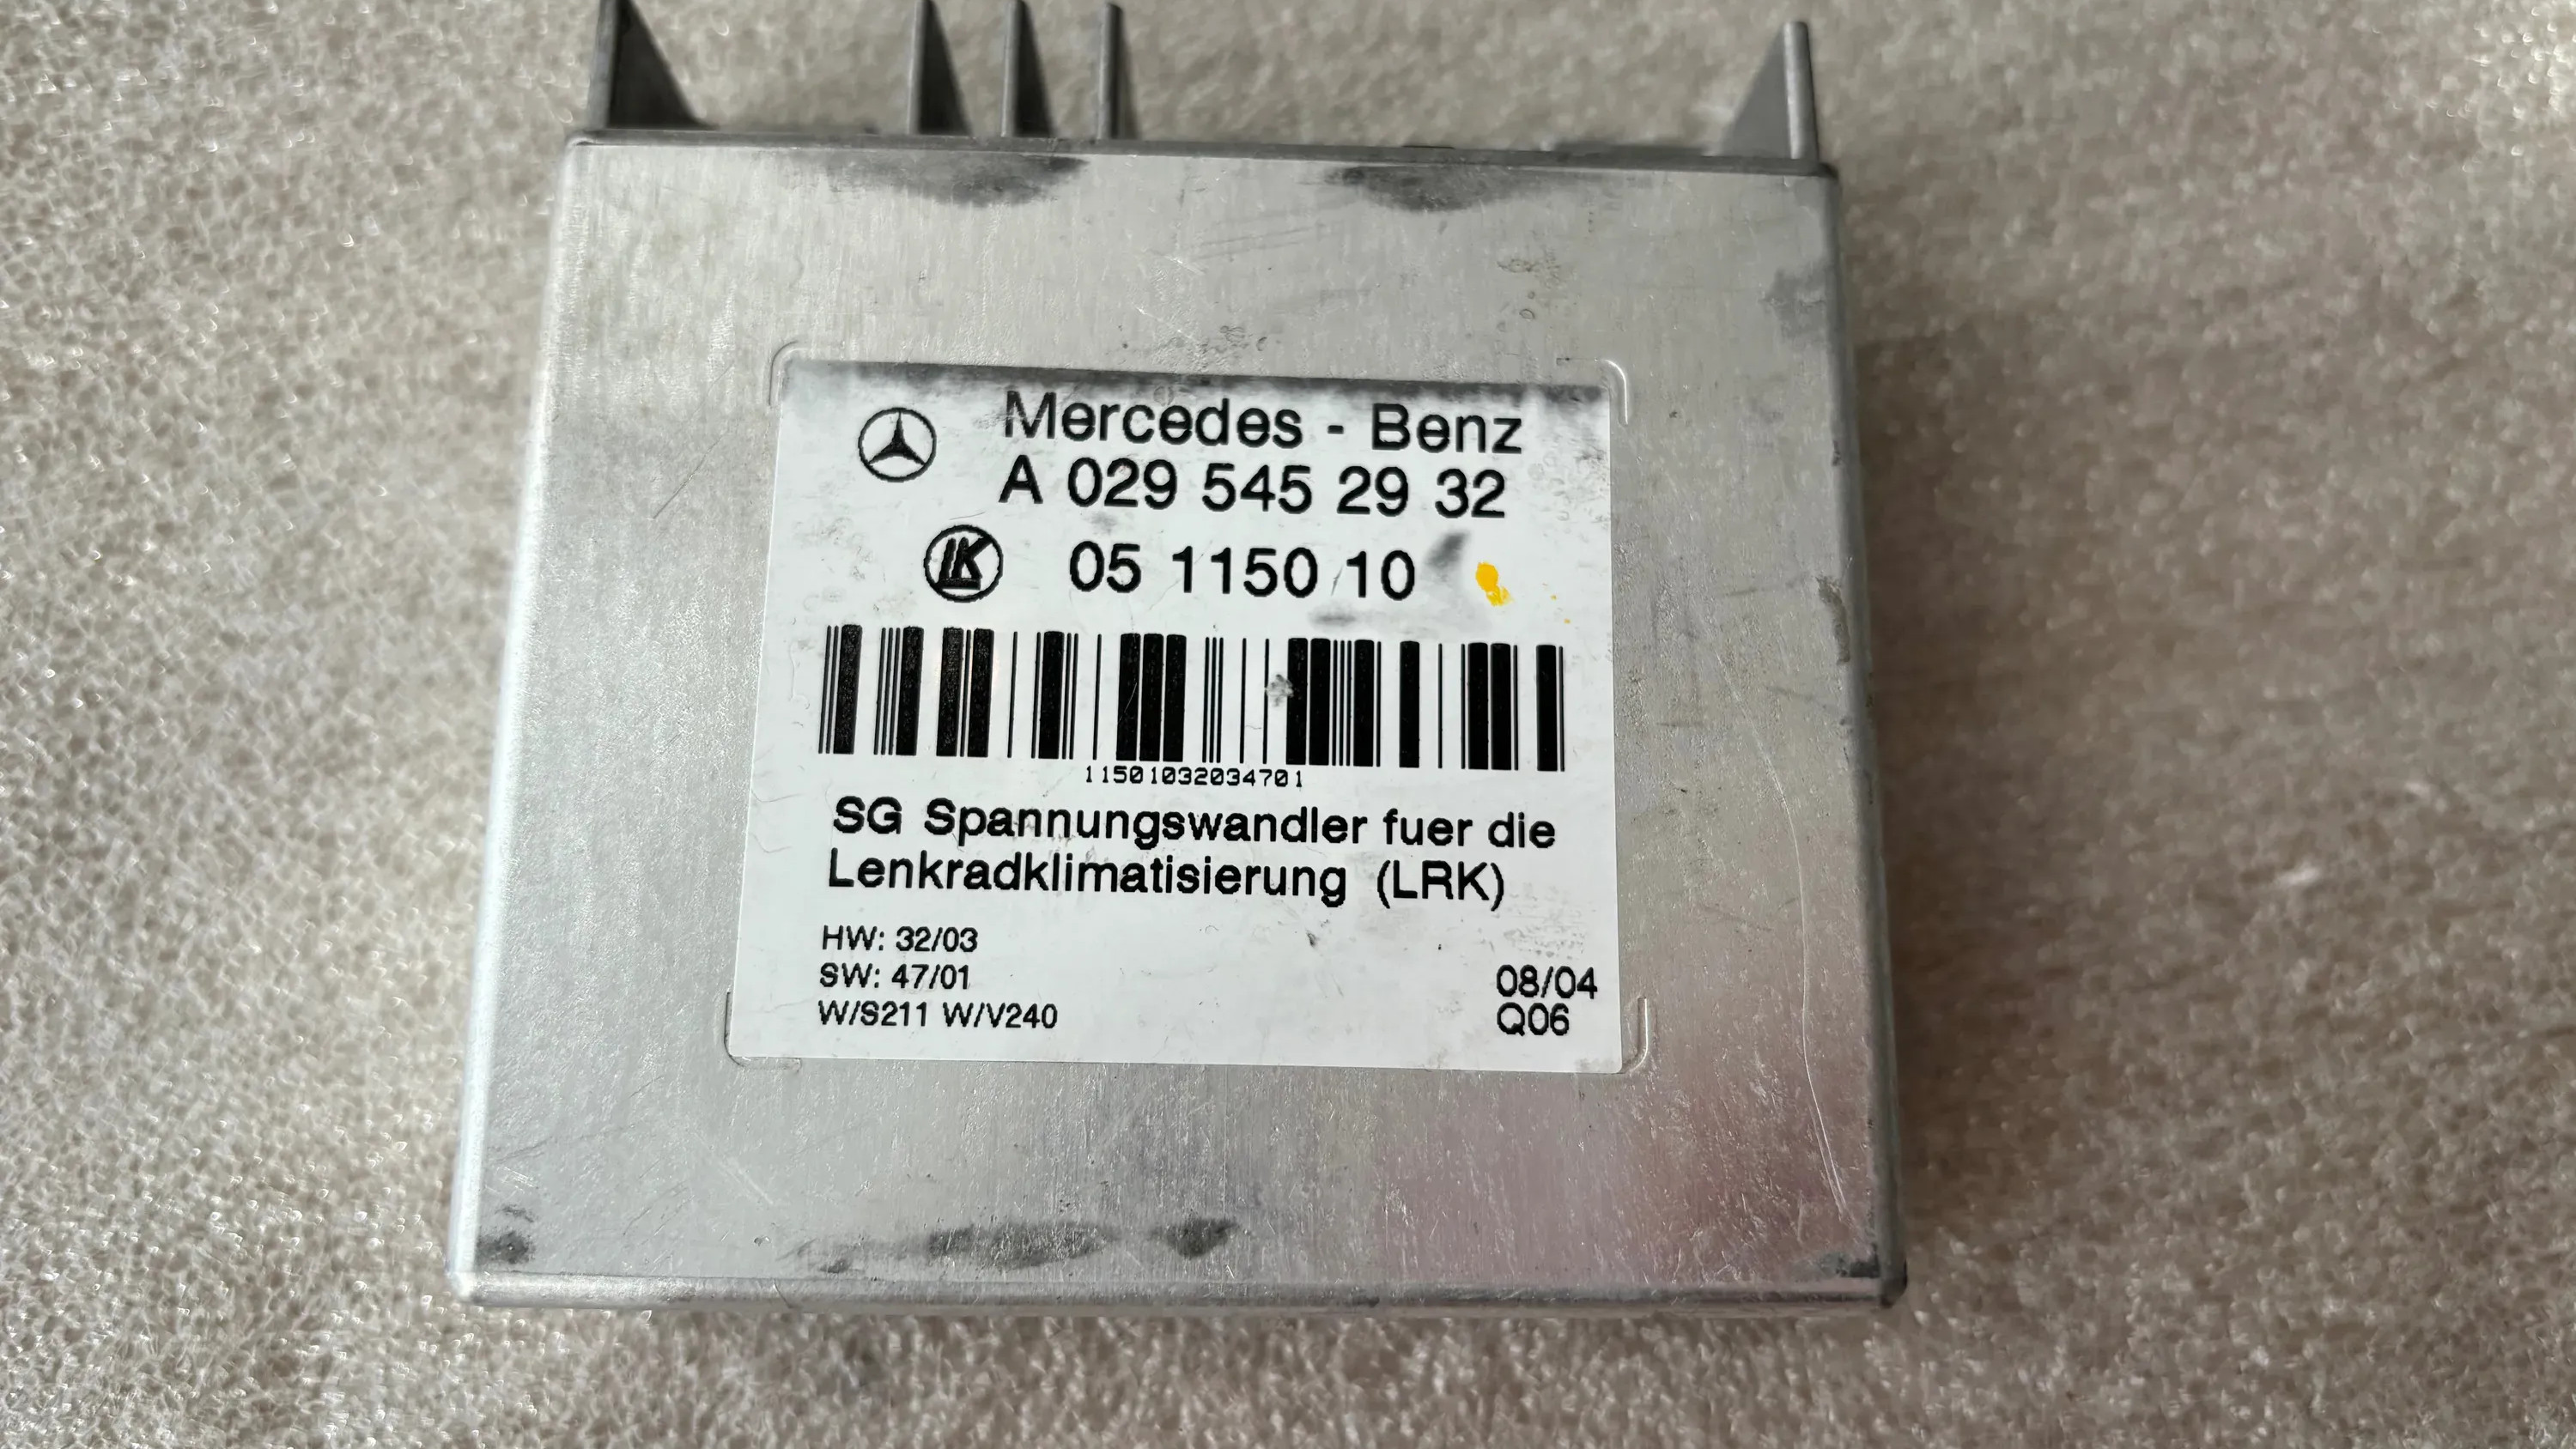 Mercedes - Benz
A 029 545 29 32
LK 05 1150 10
11501032034701
SG Spannungswandler fuer die
Lenkradklimatisierung (LRK)
HW: 32/03
SW: 47/01
08/04
W/S211 W/V240
Q06